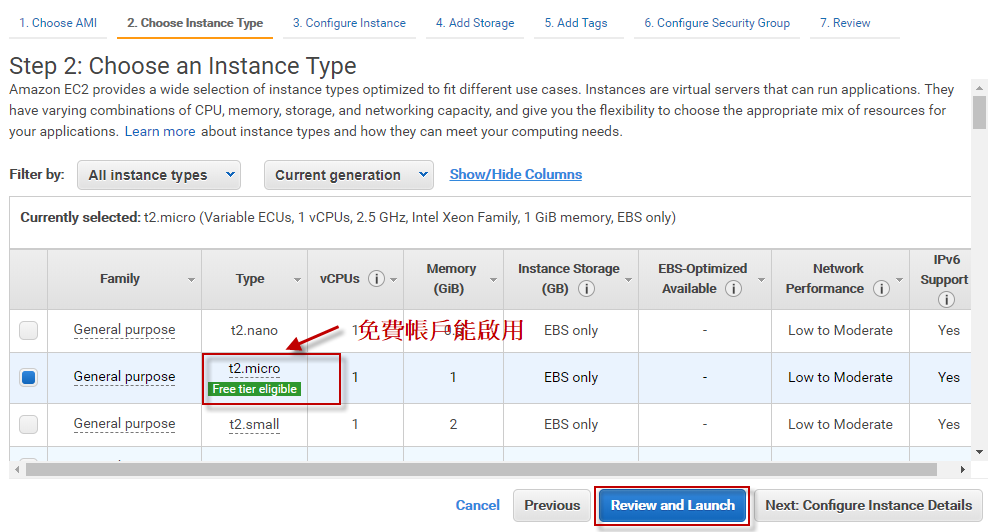 1. Choose AMI 2. Choose Instance Type 3. Configure Instance 4. Add Storage 5. Add Tags 6. Configure Security Group 7. Review
Step 2: Choose an Instance Type
Amazon EC2 provides a wide selection of instance types optimized to fit different use cases. Instances are virtual servers that can run applications. They
have varying combinations of CPU, memory, storage, and networking capacity, and give you the flexibility to choose the appropriate mix of resources for
your applications. Learn more about instance types and how they can meet your computing needs.
Filter by: All instance types Current generation Show/Hide Columns
Currently selected: t2.micro (Variable ECUs, 1 vCPUs, 2.5 GHz, Intel Xeon Family, 1 GiB memory, EBS only)
Family Type vCPUs Memory (GiB) Instance Storage (GB) EBS-Optimized Available Network Performance IPv6 Support
General purpose t2.nano 1 EBS only - Low to Moderate Yes
免費帳戶能啟用
General purpose t2.micro 1 1 EBS only - Low to Moderate Yes
Free tier eligible
General purpose t2.small 1 2 EBS only - Low to Moderate Yes
Cancel Previous Review and Launch Next: Configure Instance Details